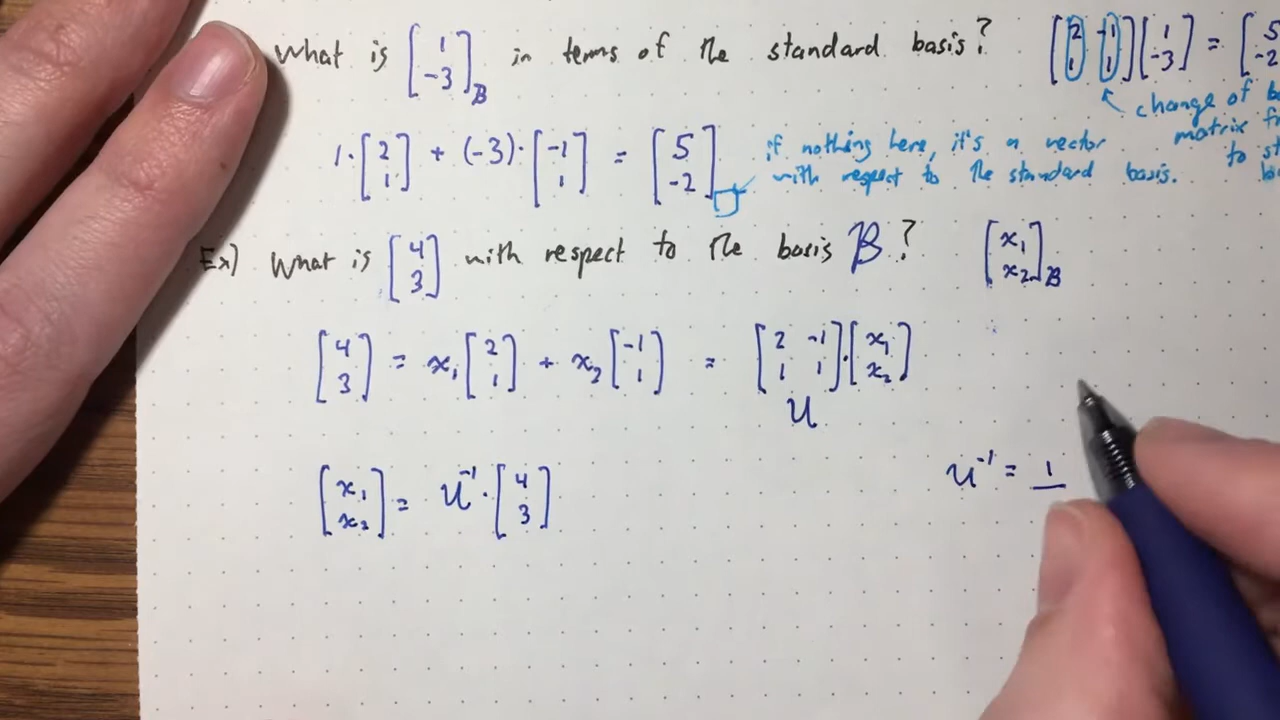 What is [1 -3]B in terms of the standard basis? [2 -1 1 1][1 -3] = [5 -2
change of
matrix
to
1·[2 1] + (-3)·[-1 1] = [5 -2]
if nothing here, it's a vector
with respect to the standard basis.
Ex) What is [4 3] with respect to the basis B? [x1 x2]B
[4 3] = x1[2 1] + x2[-1 1] = [2 -1 1 1]·[x1 x2]
U
[x1 x2] = U^-1·[4 3]
U^-1 = 1